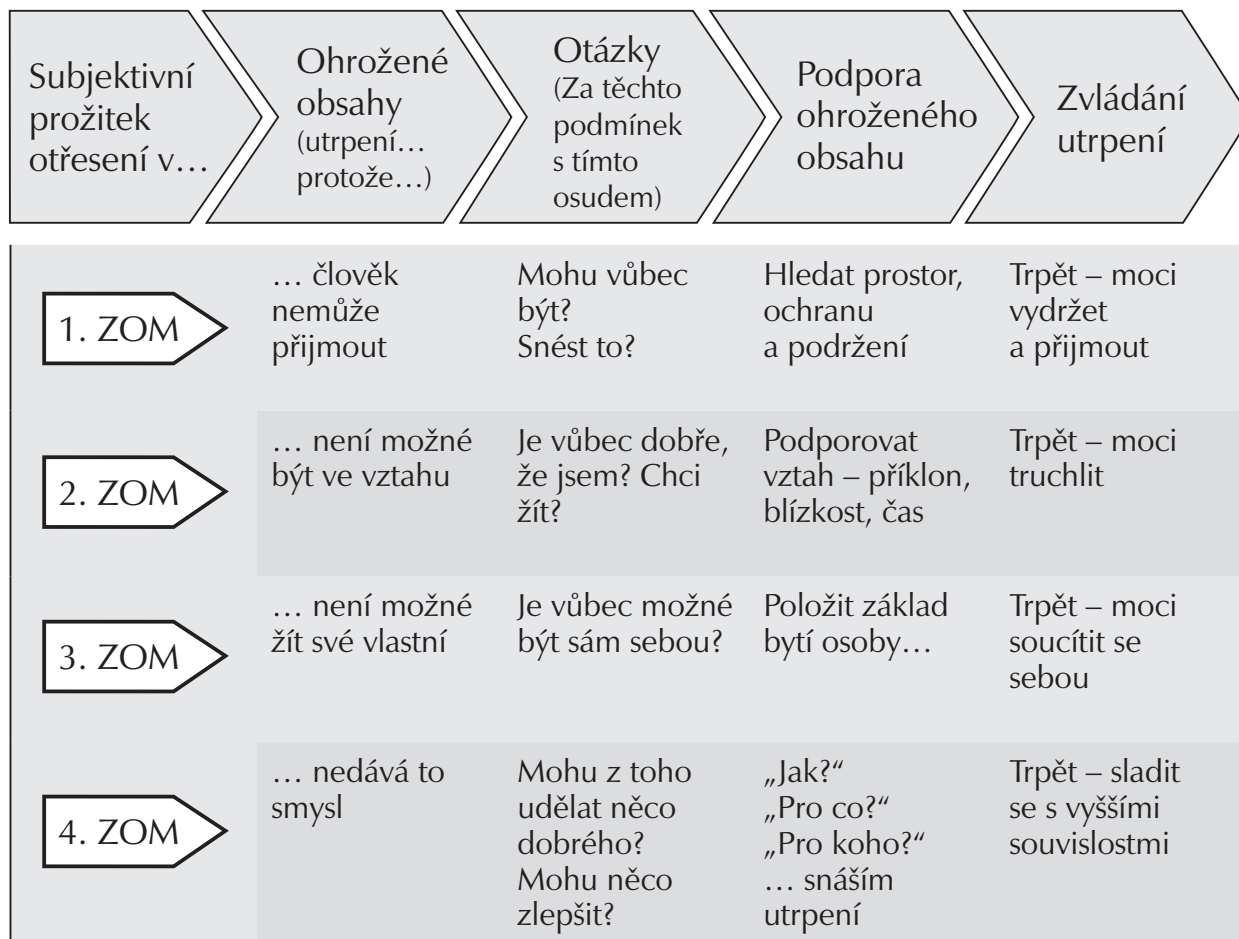 Subjektivní
prožitek
otřesení v…
Ohrožené
obsahy
(utrpení…
protože…)
Otázky
(Za těchto
podmínek
s tímto
osudem)
Podpora
ohroženého
obsahu
Zvládání
utrpení
1. ZOM
… člověk
nemůže
přijmout
Mohu vůbec
být?
Snést to?
Hledat prostor,
ochranu
a podržení
Trpět – moci
vydržet
a přijmout
2. ZOM
… není možné
být ve vztahu
Je vůbec dobře,
že jsem? Chci
žít?
Podporovat
vztah – příklon,
blízkost, čas
Trpět – moci
truchlit
3. ZOM
… není možné
žít své vlastní
Je vůbec možné
být sám sebou?
Položit základ
bytí osoby…
Trpět – moci
soucítit se
sebou
4. ZOM
… nedává to
smysl
Mohu z toho
udělat něco
dobrého?
Mohu něco
zlepšit?
„Jak?“
„Pro co?“
„Pro koho?“
… snáším
utrpení
Trpět – sladit
se s vyššími
souvislostmi